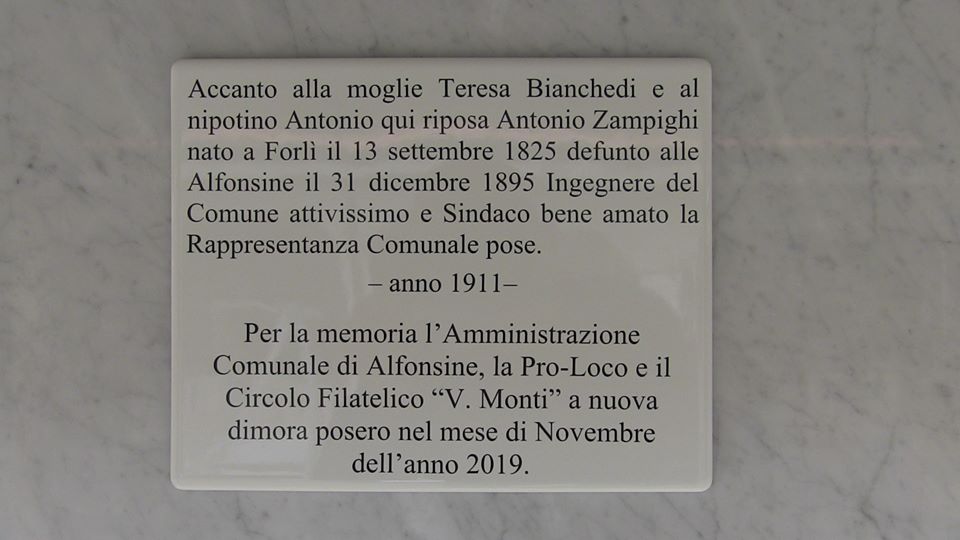 Accanto alla moglie Teresa Bianchedi e al
nipotino Antonio qui riposa Antonio Zampighi
nato a Forlì il 13 settembre 1825 defunto alle
Alfonsine il 31 dicembre 1895 Ingegnere del
Comune attivissimo e Sindaco bene amato la
Rappresentanza Comunale pose.
– anno 1911–
Per la memoria l’Amministrazione
Comunale di Alfonsine, la Pro-Loco e il
Circolo Filatelico “V. Monti” a nuova
dimora posero nel mese di Novembre
dell’anno 2019.